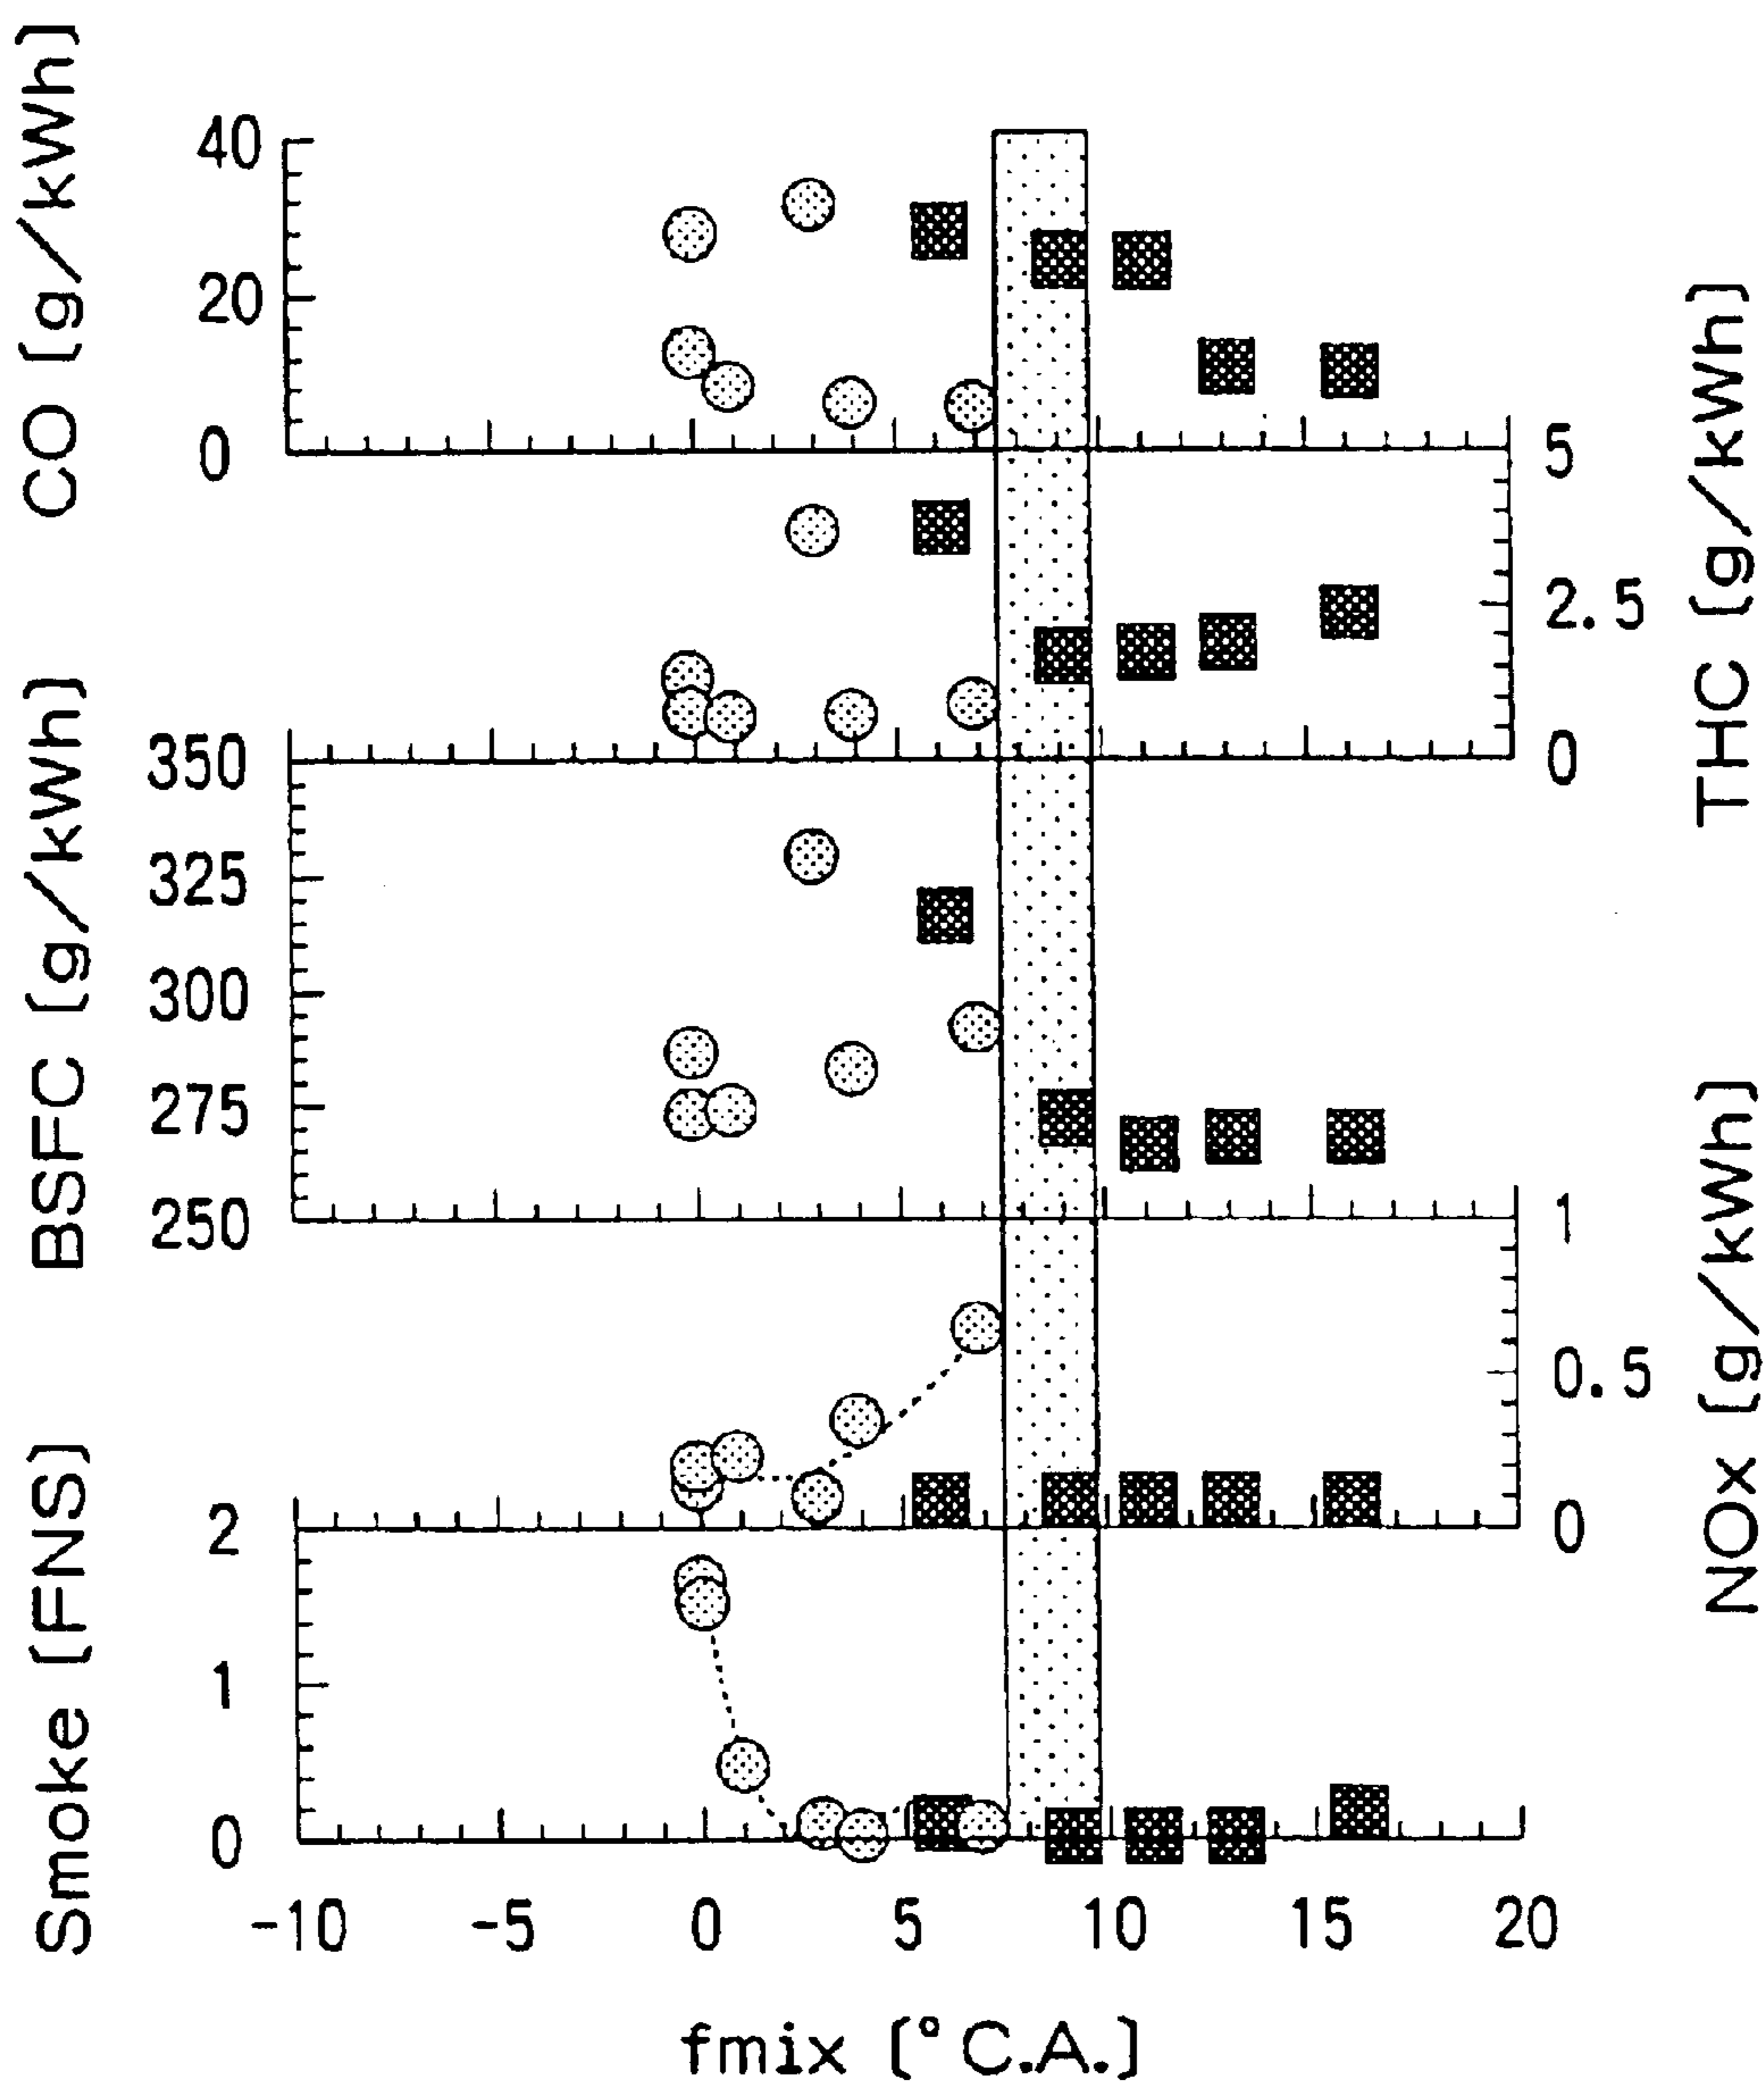 CO [g/kWh]
40
20
0
THC [g/kWh]
5
2.5
0
BSFC [g/kWh]
350
325
300
275
250
NOx [g/kWh]
1
0.5
0
Smoke [FNS]
2
1
0
-10 -5 0 5 10 15 20
fmix [°C.A.]